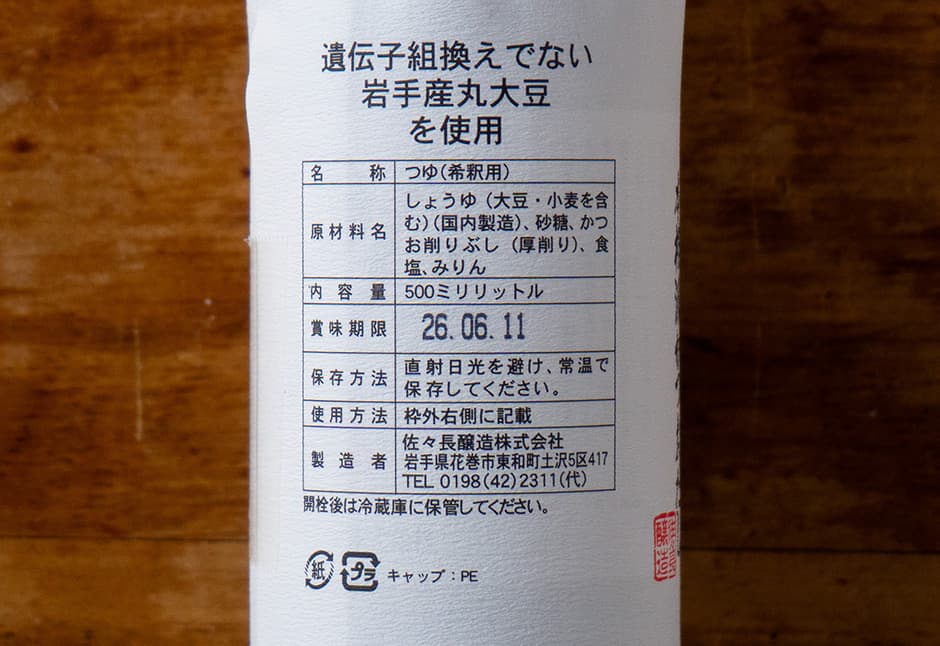 遺伝子組換えでない
岩手産丸大豆
を使用
名称 つゆ(希釈用)
原材料名 しょうゆ(大豆・小麦を含
む)(国内製造)、砂糖、かつ
お削りぶし(厚削り)、食
塩、みりん
内容量 500ミリリットル
賞味期限 26.06.11
保存方法 直射日光を避け、常温で
保存してください。
使用方法 枠外右側に記載
製造者 佐々長醸造株式会社
岩手県花巻市東和町土沢5区417
TEL 0198(42)2311(代)
開栓後は冷蔵庫に保管してください。
紙 プラ キャップ:PE
醸造